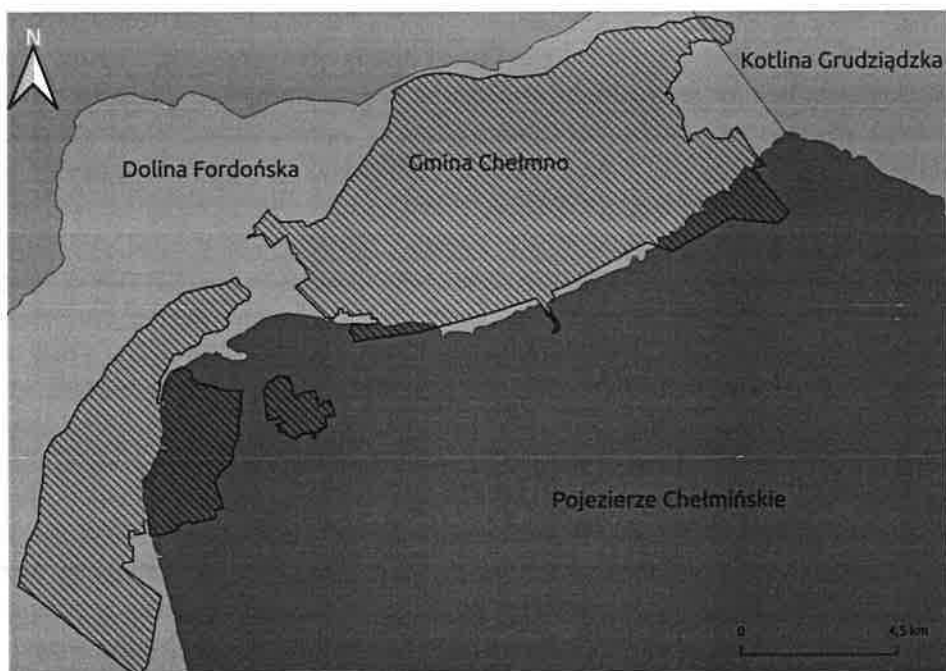 N
Kotlina Grudziądzka
Dolina Fordońska
Gmina Chełmno
Pojezierze Chełmińskie
0 4,5 km